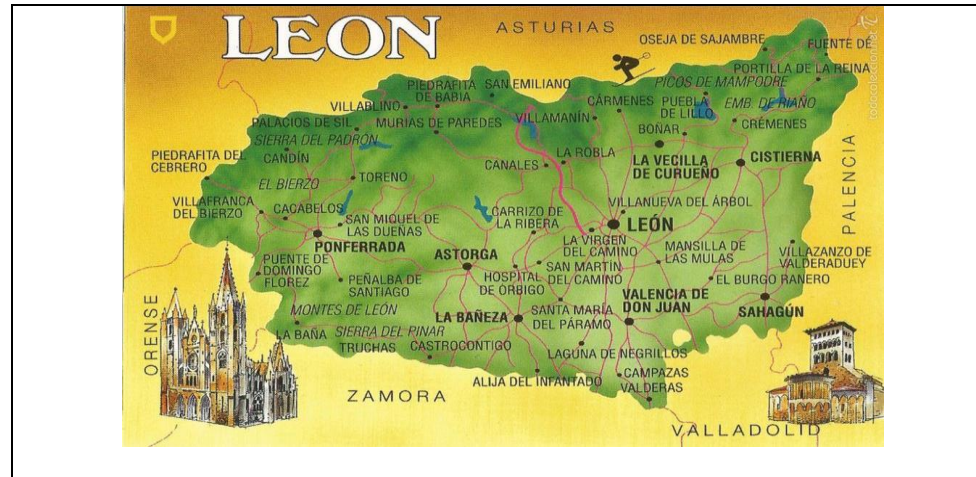 LEON
ASTURIAS
OSEJA DE SAJAMBRE
FUENTE DE
PORTILLA DE LA REINA
PIEDRAFITA
DE BABIA
SAN EMILIANO
PICOS DE MAMPODRE
VILLABLINO
CÁRMENES
PUEBLA
DE LILLO
EMB. DE RIAÑO
PALACIOS DE SIL
MURIAS DE PAREDES
VILLAMANÍN
CRÉMENES
SIERRA DEL PADRON
BOÑAR
CANDÍN
PIEDRAFITA DEL
CEBRERO
CANALES
LA ROBLA
LA VECILLA
DE CURUEÑO
CISTIERNA
EL BIERZO
TORENO
PALENCIA
VILLAFRANCA
DEL BIERZO
CACABELOS
SAN MIQUEL DE
LAS DUEÑAS
CARRIZO DE
LA RIBERA
VILLANUEVA DEL ÁRBOL
LEÓN
PONFERRADA
LA VIRGEN
DEL CAMINO
MANSILLA DE
LAS MULAS
VILLAZANZO DE
VALDERADUEY
ASTORGA
PUENTE DE
DOMINGO
FLOREZ
PEÑALBA DE
SANTIAGO
HOSPITAL
DE ÓRBIGO
SAN MARTÍN
DEL CAMINO
EL BURGO RANERO
VALENCIA DE
DON JUAN
SAHAGÚN
MONTES DE LEÓN
LA BAÑEZA
SANTA MARÍA
DEL PÁRAMO
ORENSE
LA BAÑA
SIERRA DEL PINAR
TRUCHAS
CASTROCONTIGO
LAGUNA DE NEGRILLOS
ALIJA DEL INFANTADO
CAMPAZAS
VALDERAS
ZAMORA
VALLADOLID
todocoleccion.net